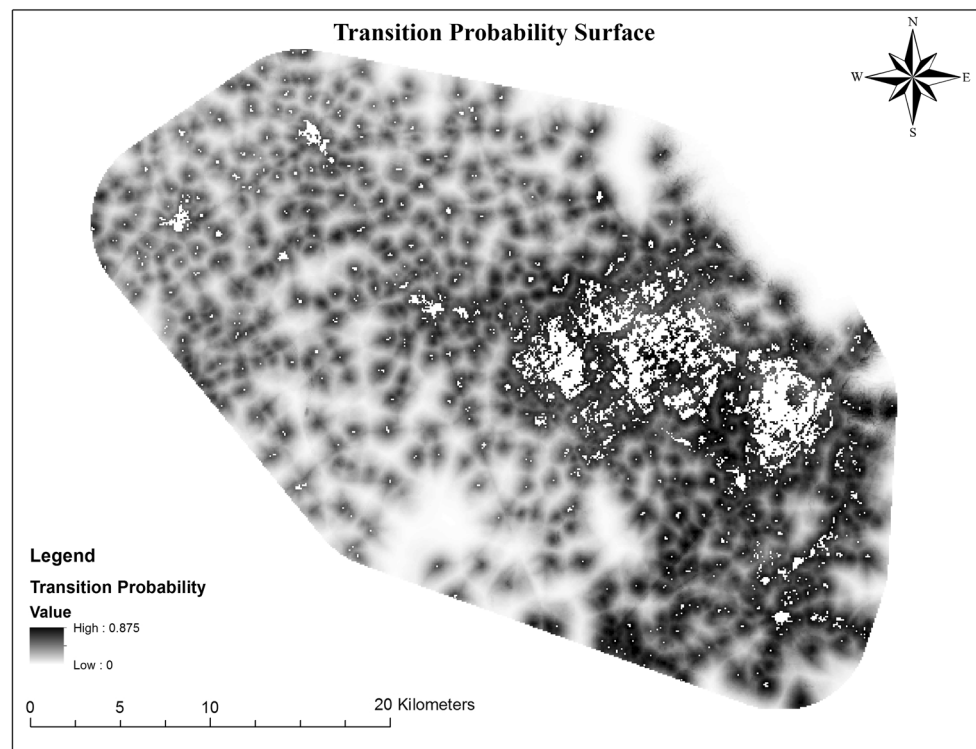 Transition Probability Surface
N
W E
S
Legend
Transition Probability
Value
High : 0.875
Low : 0
0 5 10 20 Kilometers